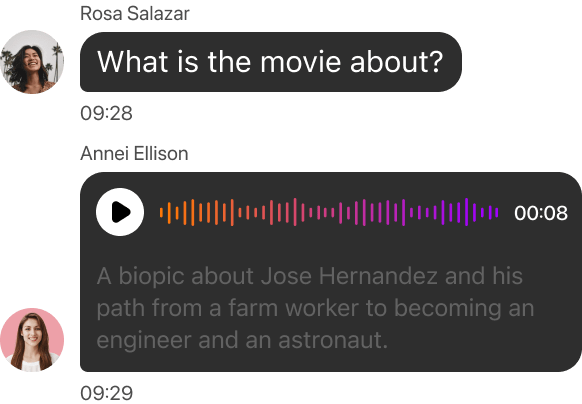 Rosa Salazar
What is the movie about?
09:28
Annei Ellison
00:08
A biopic about Jose Hernandez and his
path from a farm worker to becoming an
engineer and an astronaut.
09:29